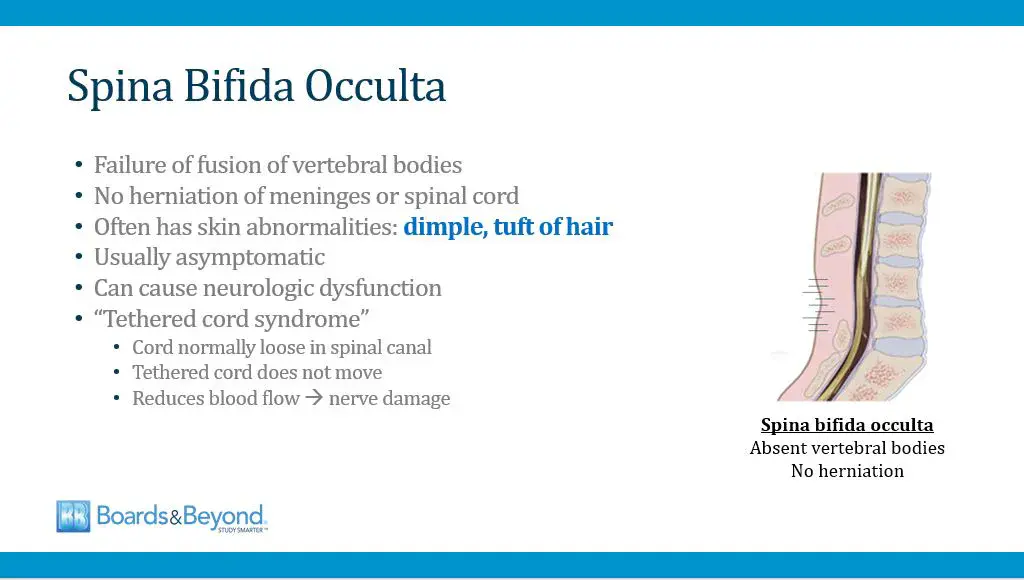 Spina Bifida Occulta
• Failure of fusion of vertebral bodies
• No herniation of meninges or spinal cord
• Often has skin abnormalities: dimple, tuft of hair
• Usually asymptomatic
• Can cause neurologic dysfunction
• “Tethered cord syndrome”
• Cord normally loose in spinal canal
• Tethered cord does not move
• Reduces blood flow → nerve damage
Spina bifida occulta
Absent vertebral bodies
No herniation
BB Boards&Beyond.
STUDY SMARTER™